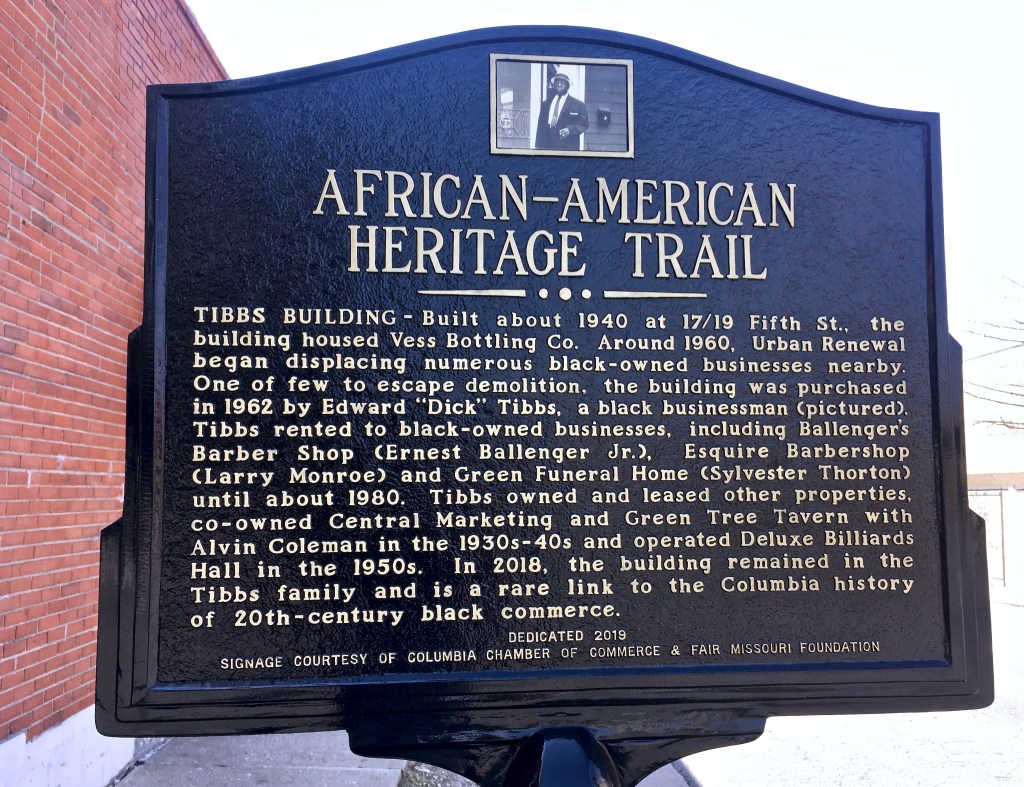 AFRICAN-AMERICAN
HERITAGE TRAIL
TIBBS BUILDING - Built about 1940 at 17/19 Fifth St., the
building housed Vess Bottling Co. Around 1960, Urban Renewal
began displacing numerous black-owned businesses nearby.
One of few to escape demolition, the building was purchased
in 1962 by Edward "Dick" Tibbs, a black businessman (pictured).
Tibbs rented to black-owned businesses, including Ballenger's
Barber Shop (Ernest Ballenger Jr.), Esquire Barbershop
(Larry Monroe) and Green Funeral Home (Sylvester Thorton)
until about 1980. Tibbs owned and leased other properties,
co-owned Central Marketing and Green Tree Tavern with
Alvin Coleman in the 1930s-40s and operated Deluxe Billiards
Hall in the 1950s. In 2018, the building remained in the
Tibbs family and is a rare link to the Columbia history
of 20th-century black commerce.
DEDICATED 2019
SIGNAGE COURTESY OF COLUMBIA CHAMBER OF COMMERCE & FAIR MISSOURI FOUNDATION